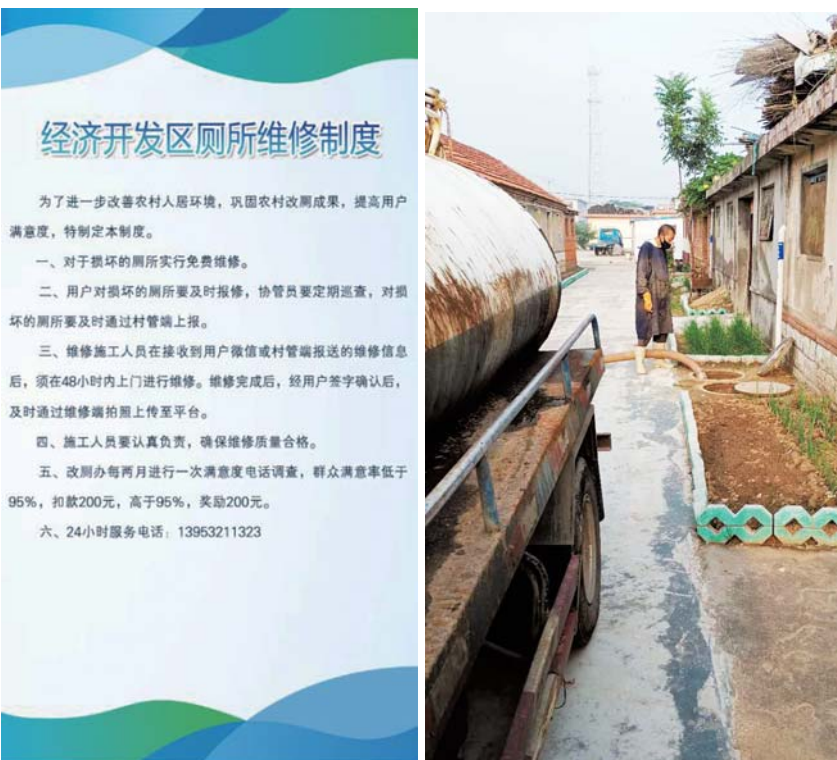 经济开发区厕所维修制度
为了进一步改善农村人居环境，巩固农村改厕成果，提高用户
满意度，特制定本制度。
一、对于损坏的厕所实行免费维修。
二、用户对损坏的厕所要及时报修，协管员要定期巡查，对损
坏的厕所要及时通过村管端上报。
三、维修施工人员在接收到用户微信或村管端报送的维修信息
后，须在48小时内上门进行维修。维修完成后，经用户签字确认后，
及时通过维修端拍照上传至平台。
四、施工人员要认真负责，确保维修质量合格。
五、改厕办每两月进行一次满意度电话调查，群众满意率低于
95%，扣款200元，高于95%，奖励200元。
六、24小时服务电话：13953211323